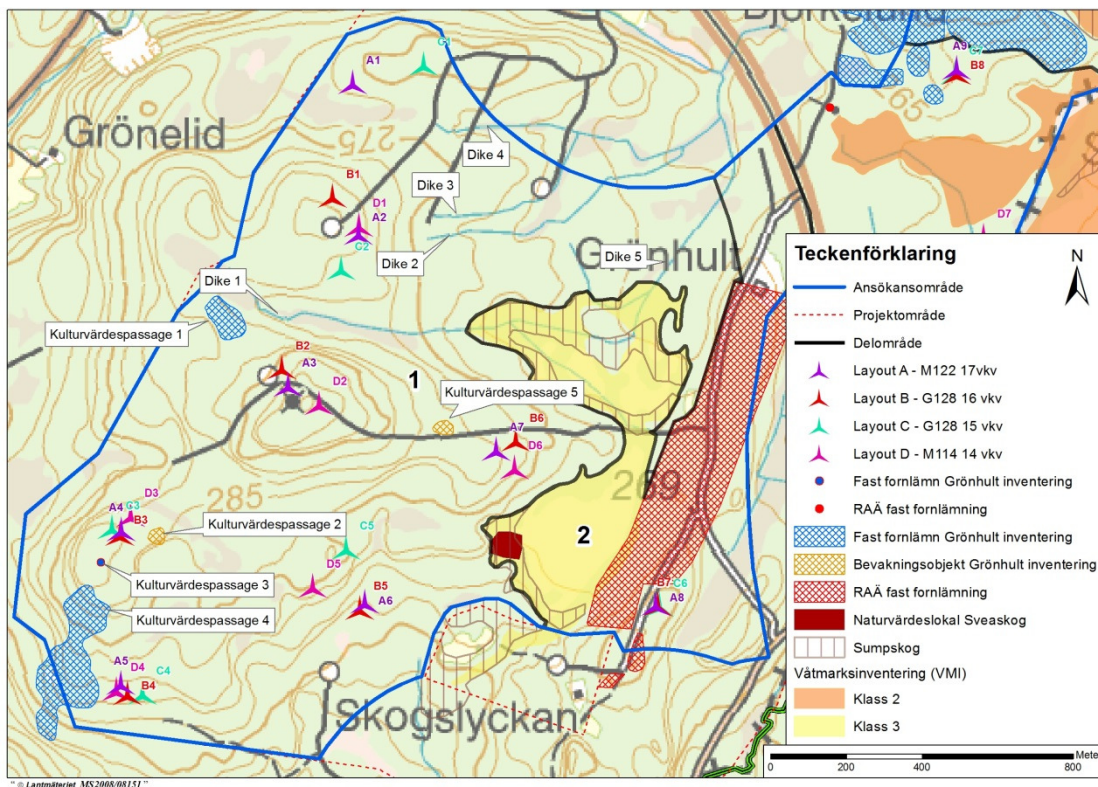 Björkelund
A9
C7
B8
C1
A1
Grönelid
275
65
Dike 4
B1
D1
A2
Dike 3
C2
Dike 2
D7
Grönhult
Dike 5
Dike 1
Kulturvärdespassage 1
B2
A3
D2
1
Kulturvärdespassage 5
B6
A7
D6
285
269
D3
A4
C3
B3
Kulturvärdespassage 2
C5
2
Kulturvärdespassage 3
D5
B5
A6
B7
C6
A8
Kulturvärdespassage 4
A5
D4
C4
B4
Skogslyckan
Teckenförklaring
N
Ansökansområde
Projektområde
Delområde
Layout A - M122 17vkv
Layout B - G128 16 vkv
Layout C - G128 15 vkv
Layout D - M114 14 vkv
Fast fornlämn Grönhult inventering
RAÄ fast fornlämning
Fast fornlämn Grönhult inventering
Bevakningsobjekt Grönhult inventering
RAÄ fast fornlämning
Naturvärdeslokal Sveaskog
Sumpskog
Våtmarksinventering (VMI)
Klass 2
Klass 3
Mete
0 200 400 800
" © Lantmäteriet MS2008/08151"